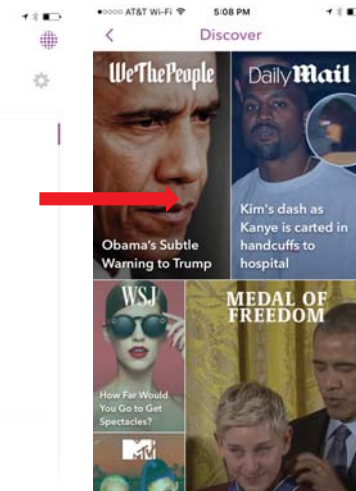 AT&T Wi-Fi
5:08 PM
Discover
WeThePeople
Daily Mail
Obama's Subtle
Warning to Trump
Kim's dash as
Kanye is carted in
handcuffs to
hospital
WSJ
MEDAL OF
FREEDOM
How Far Would
You Go to Get
Spectacles?
MTV